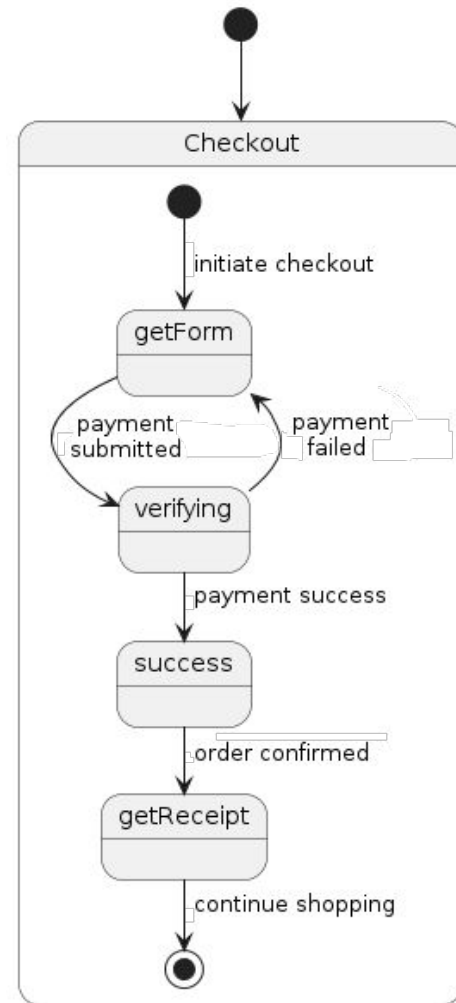 Checkout
initiate checkout
getForm
payment
submitted
payment
failed
verifying
payment success
success
order confirmed
getReceipt
continue shopping